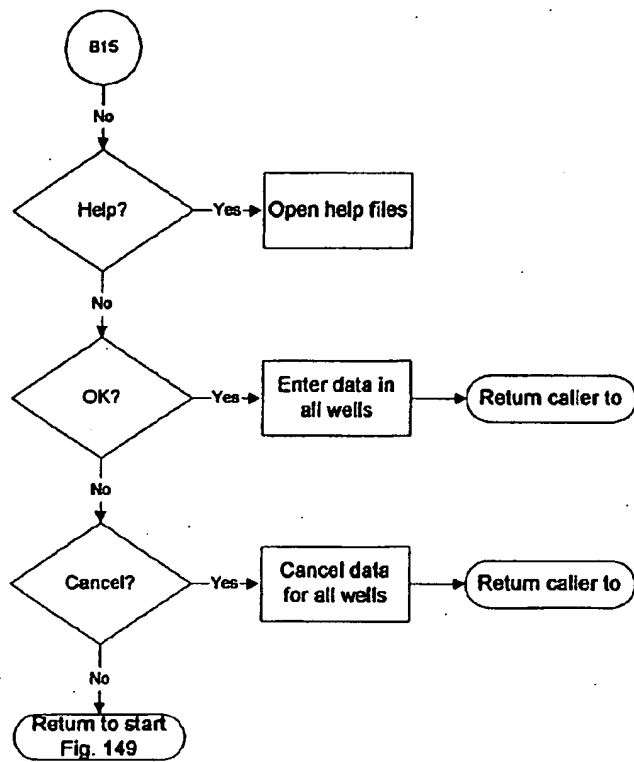 B15
No
Help?
Yes
Open help files
No
OK?
Yes
Enter data in
all wells
Return caller to
No
Cancel?
Yes
Cancel data
for all wells
Return caller to
No
Return to start
Fig. 149